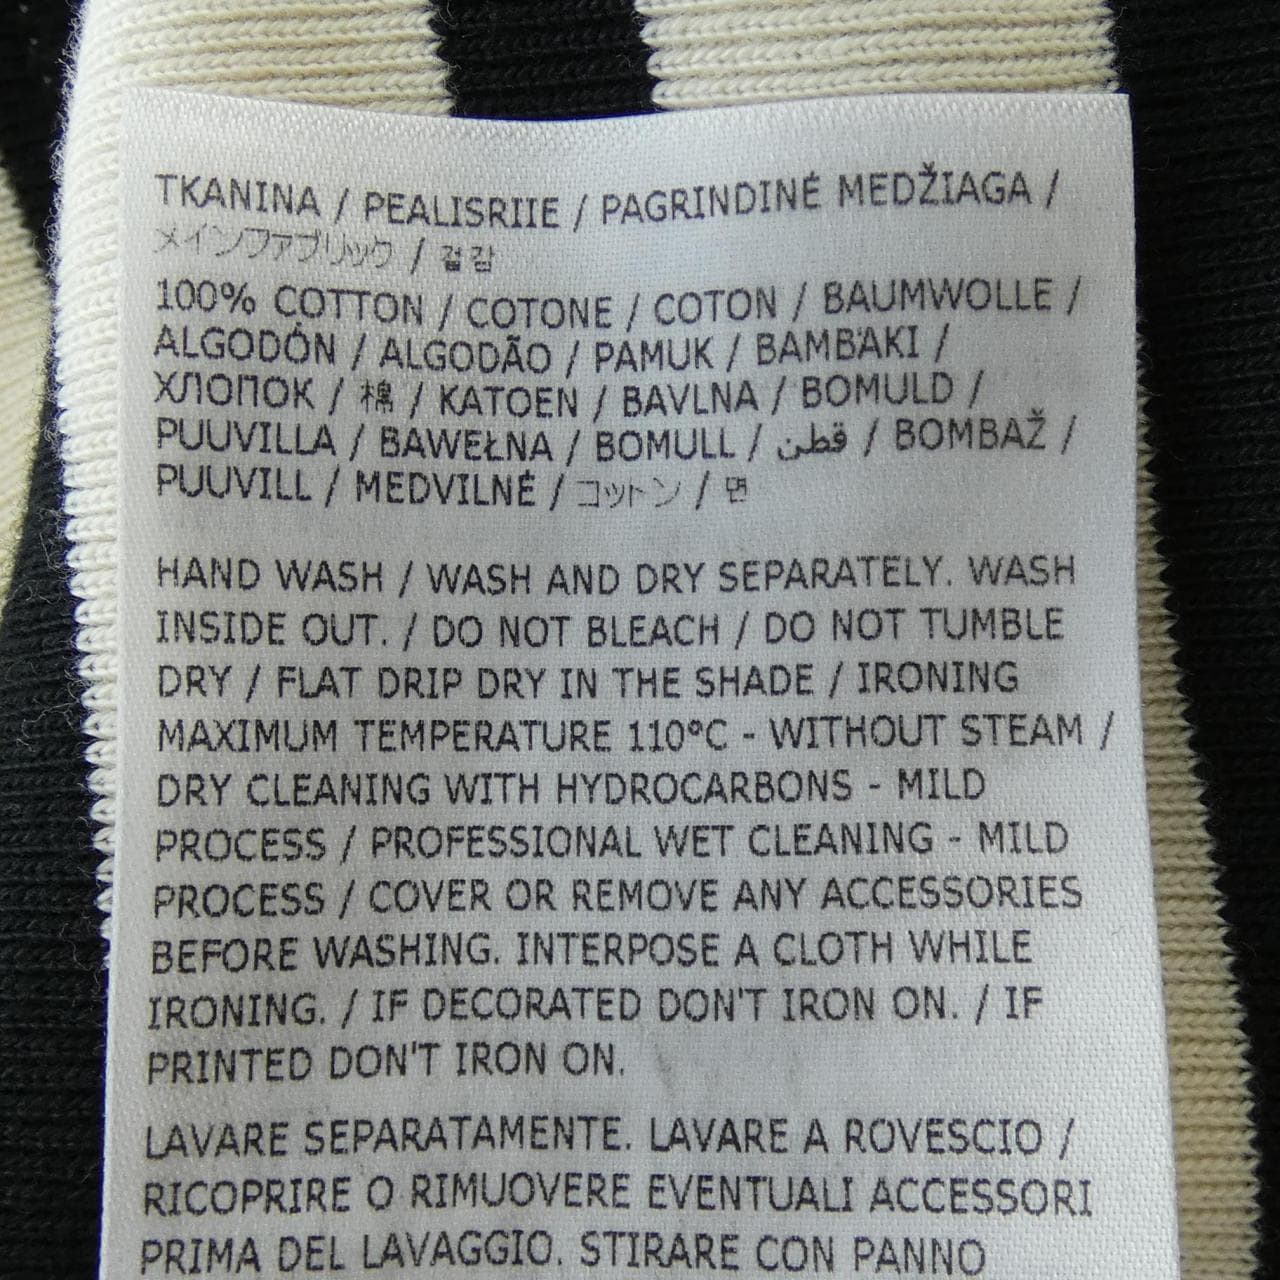 TKANINA / PEALISRIIE / PAGRINDINĖ MEDŽIAGA /
メインファブリック / 겉감
100% COTTON / COTONE / COTON / BAUMWOLLE /
ALGODÓN / ALGODÃO / PAMUK / BAMBAKI /
ХЛОПОК / 棉 / KATOEN / BAVLNA / BOMULD /
PUUVILLA / BAWEŁNA / BOMULL / قطن / BOMBAŽ /
PUUVILL / MEDVILNĖ / コットン / 면
HAND WASH / WASH AND DRY SEPARATELY. WASH
INSIDE OUT. / DO NOT BLEACH / DO NOT TUMBLE
DRY / FLAT DRIP DRY IN THE SHADE / IRONING
MAXIMUM TEMPERATURE 110°C - WITHOUT STEAM /
DRY CLEANING WITH HYDROCARBONS - MILD
PROCESS / PROFESSIONAL WET CLEANING - MILD
PROCESS / COVER OR REMOVE ANY ACCESSORIES
BEFORE WASHING. INTERPOSE A CLOTH WHILE
IRONING. / IF DECORATED DON'T IRON ON. / IF
PRINTED DON'T IRON ON.
LAVARE SEPARATAMENTE. LAVARE A ROVESCIO /
RICOPRIRE O RIMUOVERE EVENTUALI ACCESSORI
PRIMA DEL LAVAGGIO. STIRARE CON PANNO